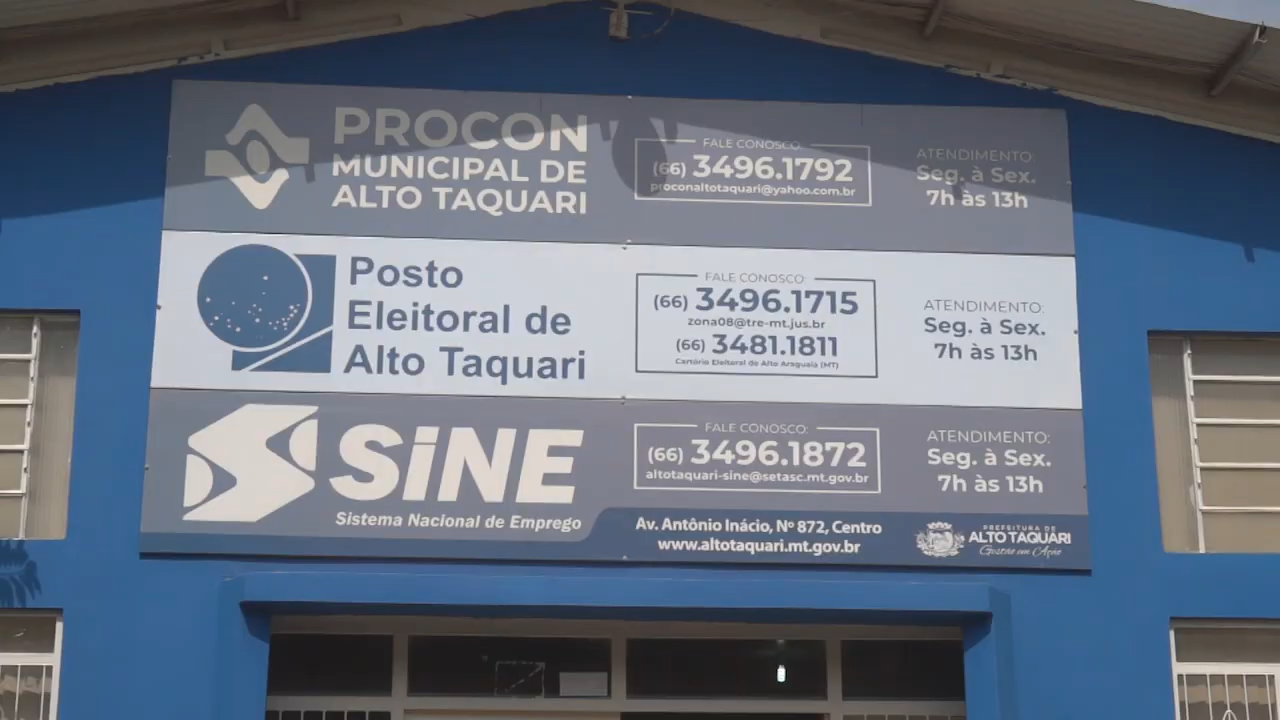 PROCON
MUNICIPAL DE
ALTO TAQUARI
FALE CONOSCO:
(66) 3496.1792
proconaltotaquari@yahoo.com.br
ATENDIMENTO:
Seg. à Sex.
7h às 13h
Posto
Eleitoral de
Alto Taquari
FALE CONOSCO:
(66) 3496.1715
zona08@tre-mt.jus.br
(66) 3481.1811
Cartório Eleitoral de Alto Araguaia (MT)
ATENDIMENTO:
Seg. à Sex.
7h às 13h
SiNE
Sistema Nacional de Emprego
FALE CONOSCO:
(66) 3496.1872
altotaquari-sine@setasc.mt.gov.br
ATENDIMENTO:
Seg. à Sex.
7h às 13h
Av. Antônio Inácio, Nº 872, Centro
www.altotaquari.mt.gov.br
PREFEITURA DE
ALTO TAQUARI
Gestão em Ação